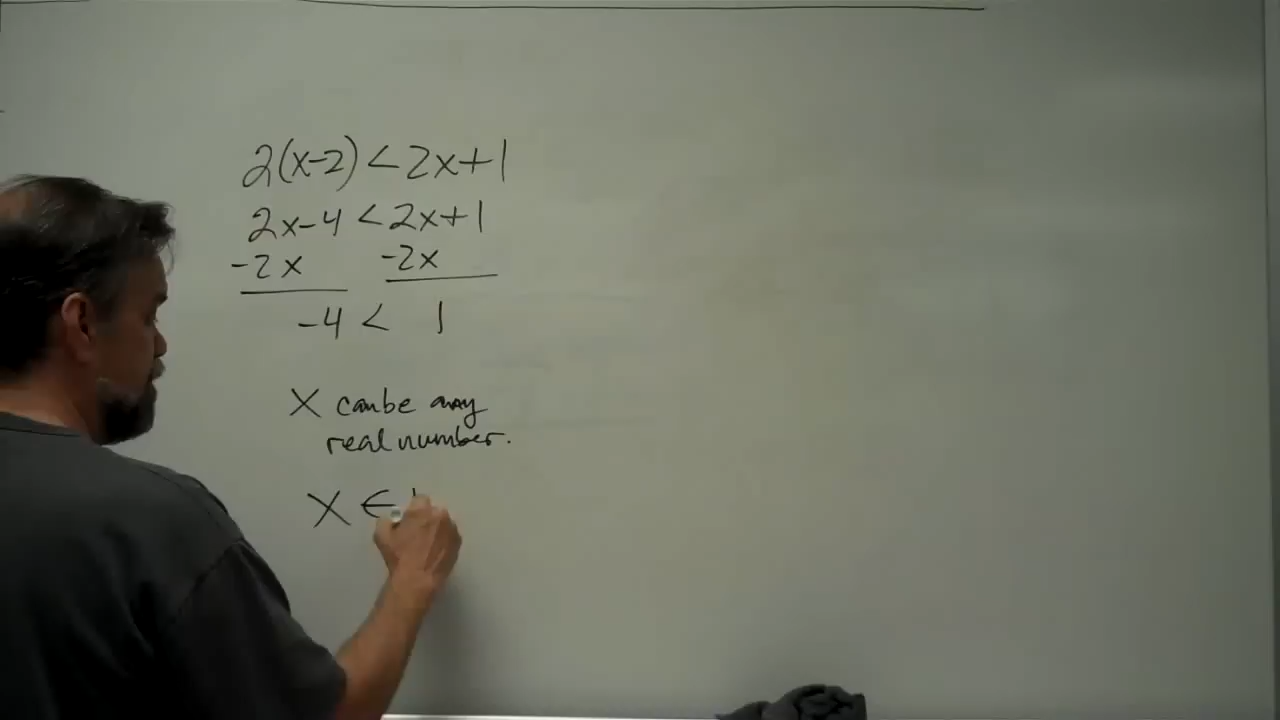 2(x-2) < 2x+1
2x-4 < 2x+1
-2x -2x
-4 < 1
X can be any
real number.
X ∈